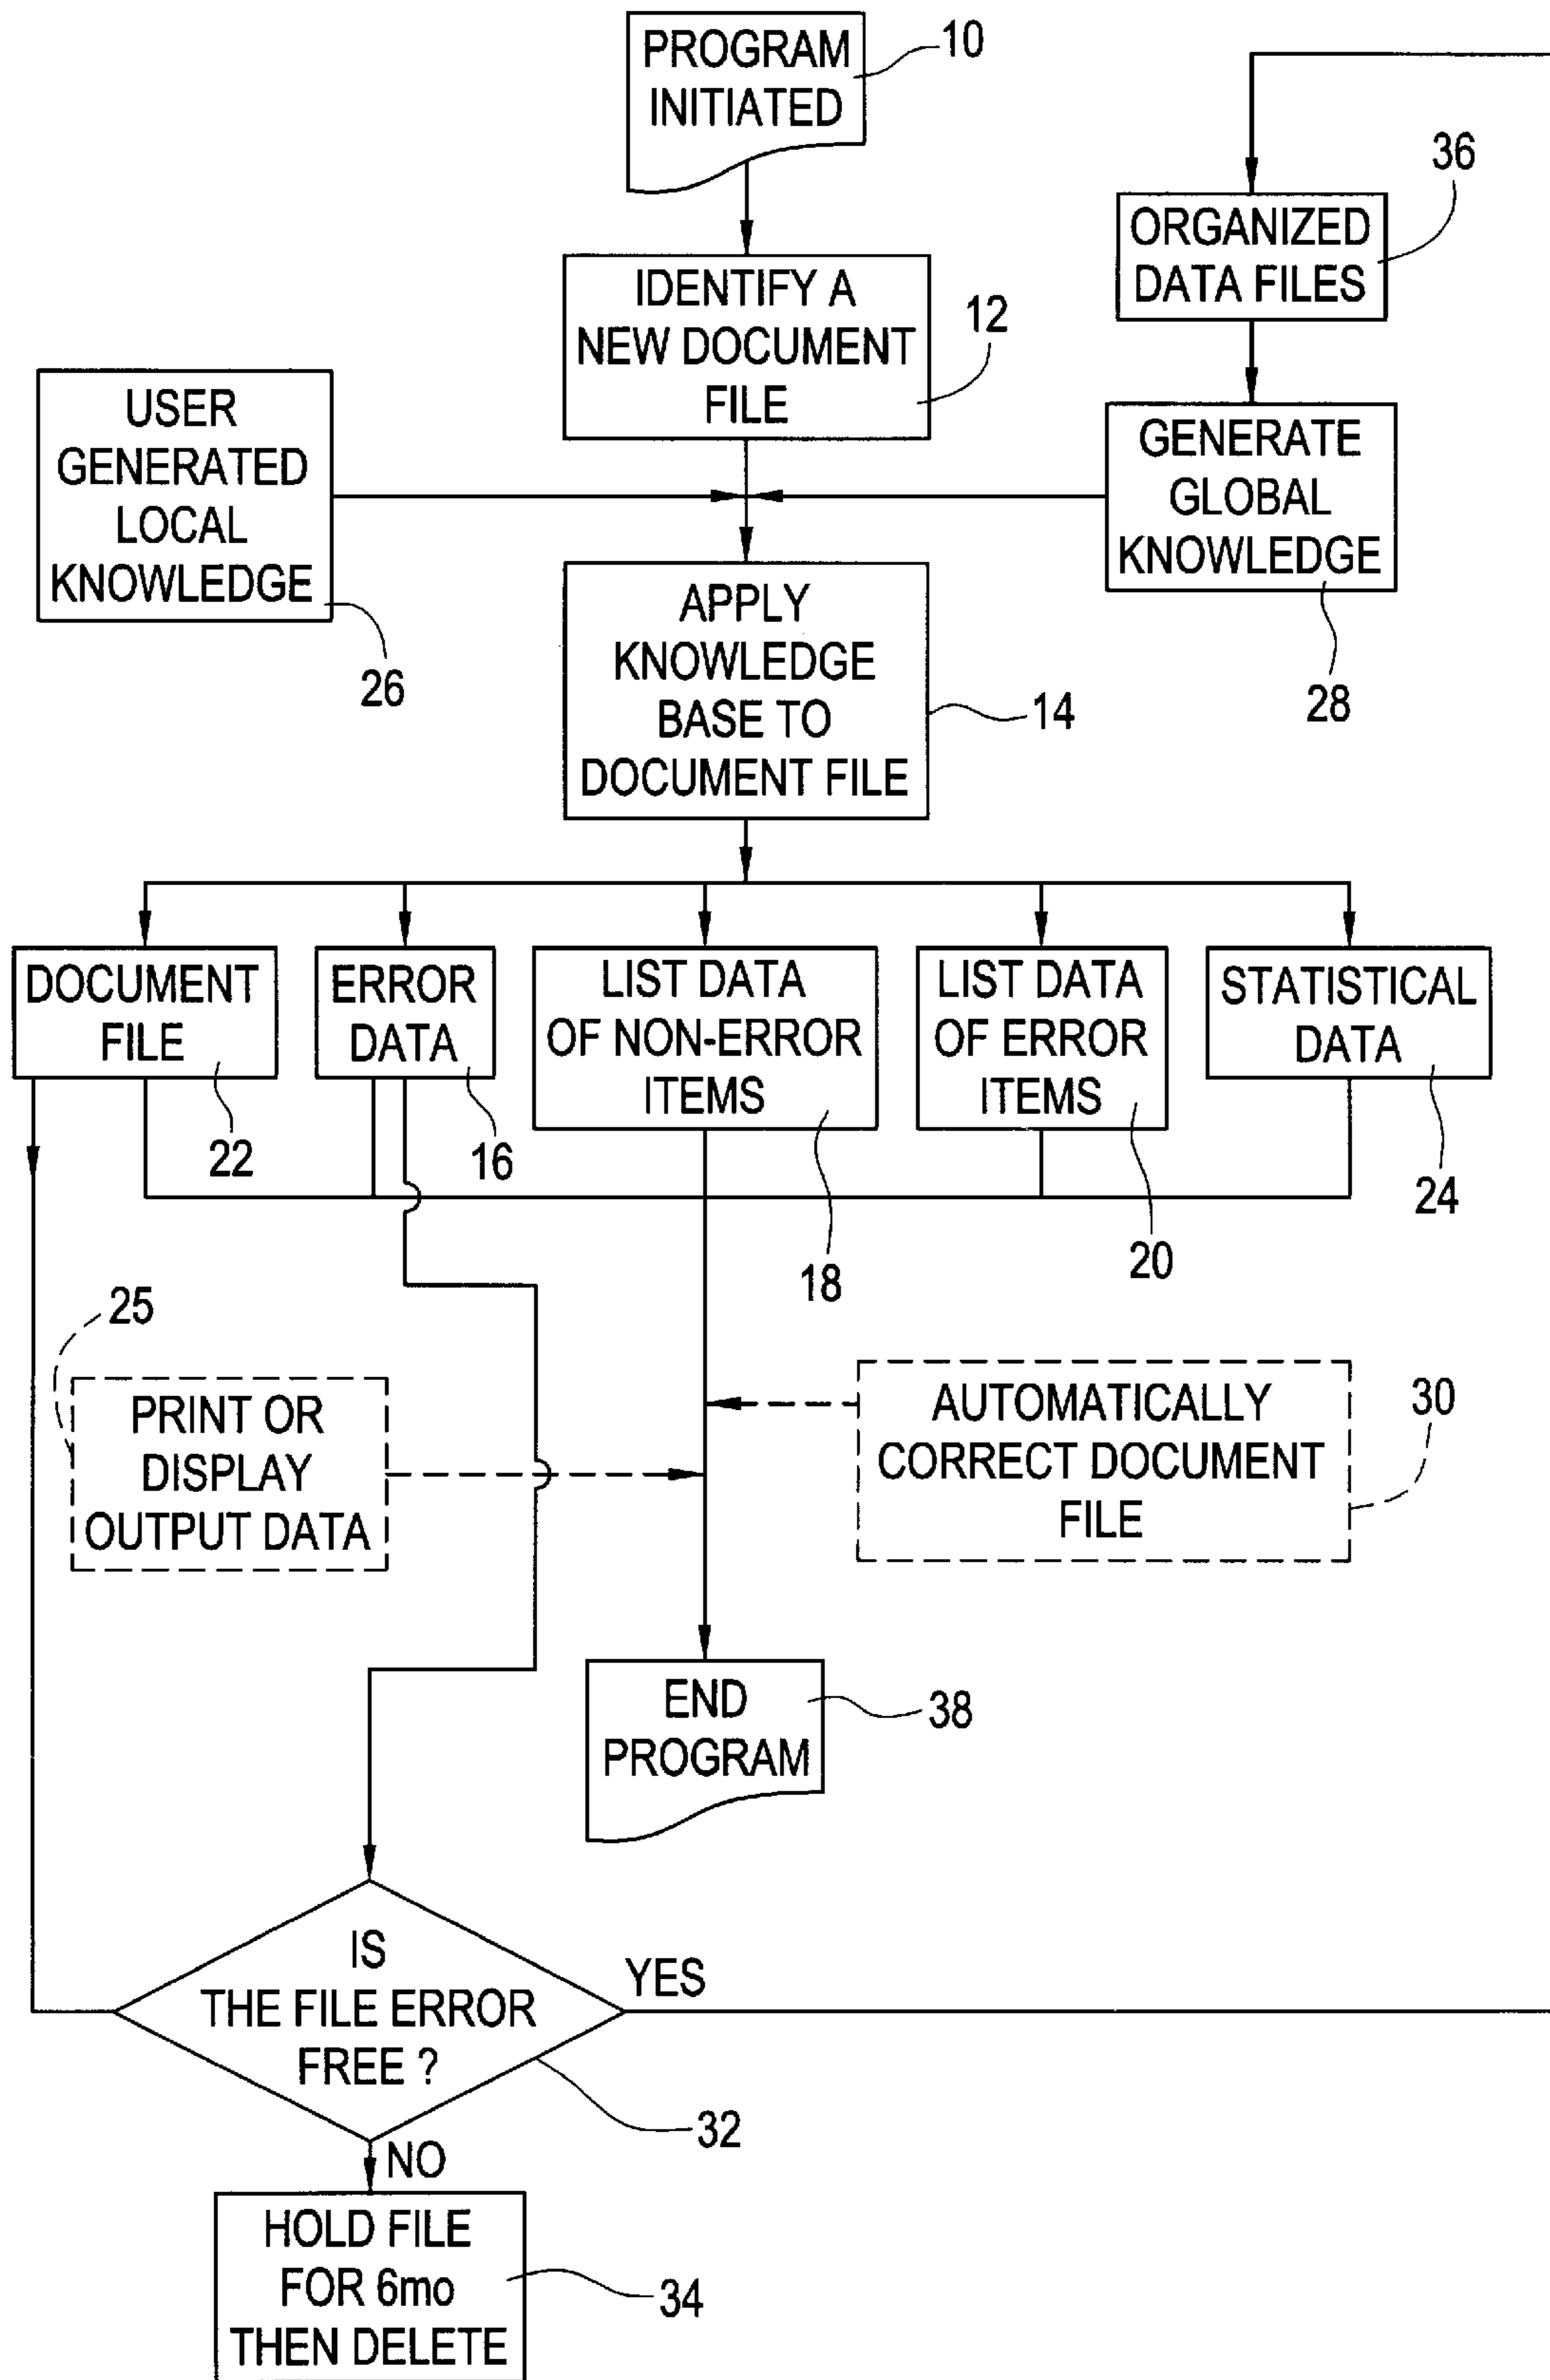 PROGRAM
INITIATED
10
ORGANIZED
DATA FILES
36
IDENTIFY A
NEW DOCUMENT
FILE
12
USER
GENERATED
LOCAL
KNOWLEDGE
26
GENERATE
GLOBAL
KNOWLEDGE
28
APPLY
KNOWLEDGE
BASE TO
DOCUMENT FILE
14
DOCUMENT
FILE
22
ERROR
DATA
16
LIST DATA
OF NON-ERROR
ITEMS
18
LIST DATA
OF ERROR
ITEMS
20
STATISTICAL
DATA
24
25
PRINT OR
DISPLAY
OUTPUT DATA
AUTOMATICALLY
CORRECT DOCUMENT
FILE
30
END
PROGRAM
38
IS
THE FILE ERROR
FREE ?
YES
32
NO
HOLD FILE
FOR 6mo
THEN DELETE
34